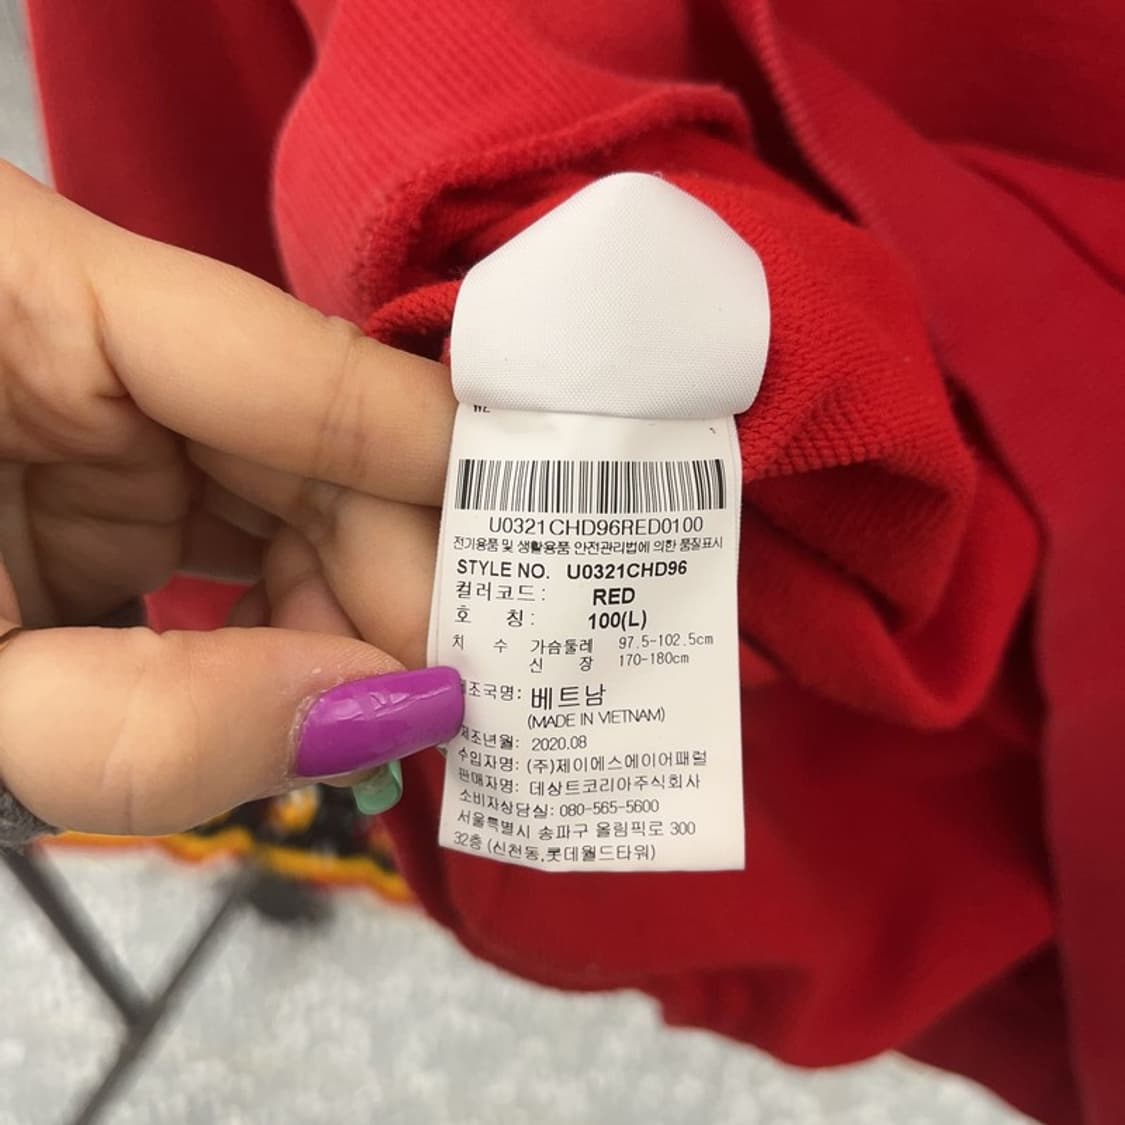 U0321CHD96RED0100
전기용품 및 생활용품 안전관리법에 의한 품질표시
STYLE NO. U0321CHD96
컬러코드: RED
호 칭: 100(L)
치 수 가슴둘레 97.5-102.5cm
신 장 170-180cm
조국명: 베트남
(MADE IN VIETNAM)
제조년월: 2020.08
수입자명: (주)제이에스에이어패럴
판매자명: 데상트코리아주식회사
소비자상담실: 080-565-5600
서울특별시 송파구 올림픽로 300
32층 (신천동,롯데월드타워)